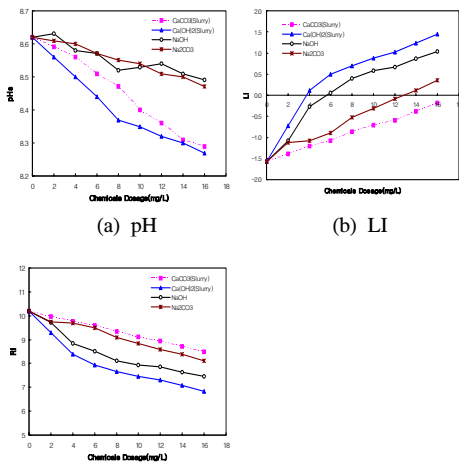 8.7
8.6
8.5
8.4
8.3
8.2
pHs
0 2 4 6 8 10 12 14 16 18
Chemicals Dosage(mg/L)
CaCO3(Slurry)
Ca(OH)2(Slurry)
NaOH
Na2CO3
(a) pH
2.0
1.5
1.0
0.5
0.0
-0.5
-1.0
-1.5
-2.0
LI
0 2 4 6 8 10 12 14 16 18
Chemicals Dosage(mg/L)
CaCO3(Slurry)
Ca(OH)2(Slurry)
NaOH
Na2CO3
(b) LI
12
11
10
9
8
7
6
5
RI
0 2 4 6 8 10 12 14 16 18
Chemicals Dosage(mg/L)
CaCO3(Slurry)
Ca(OH)2(Slurry)
NaOH
Na2CO3